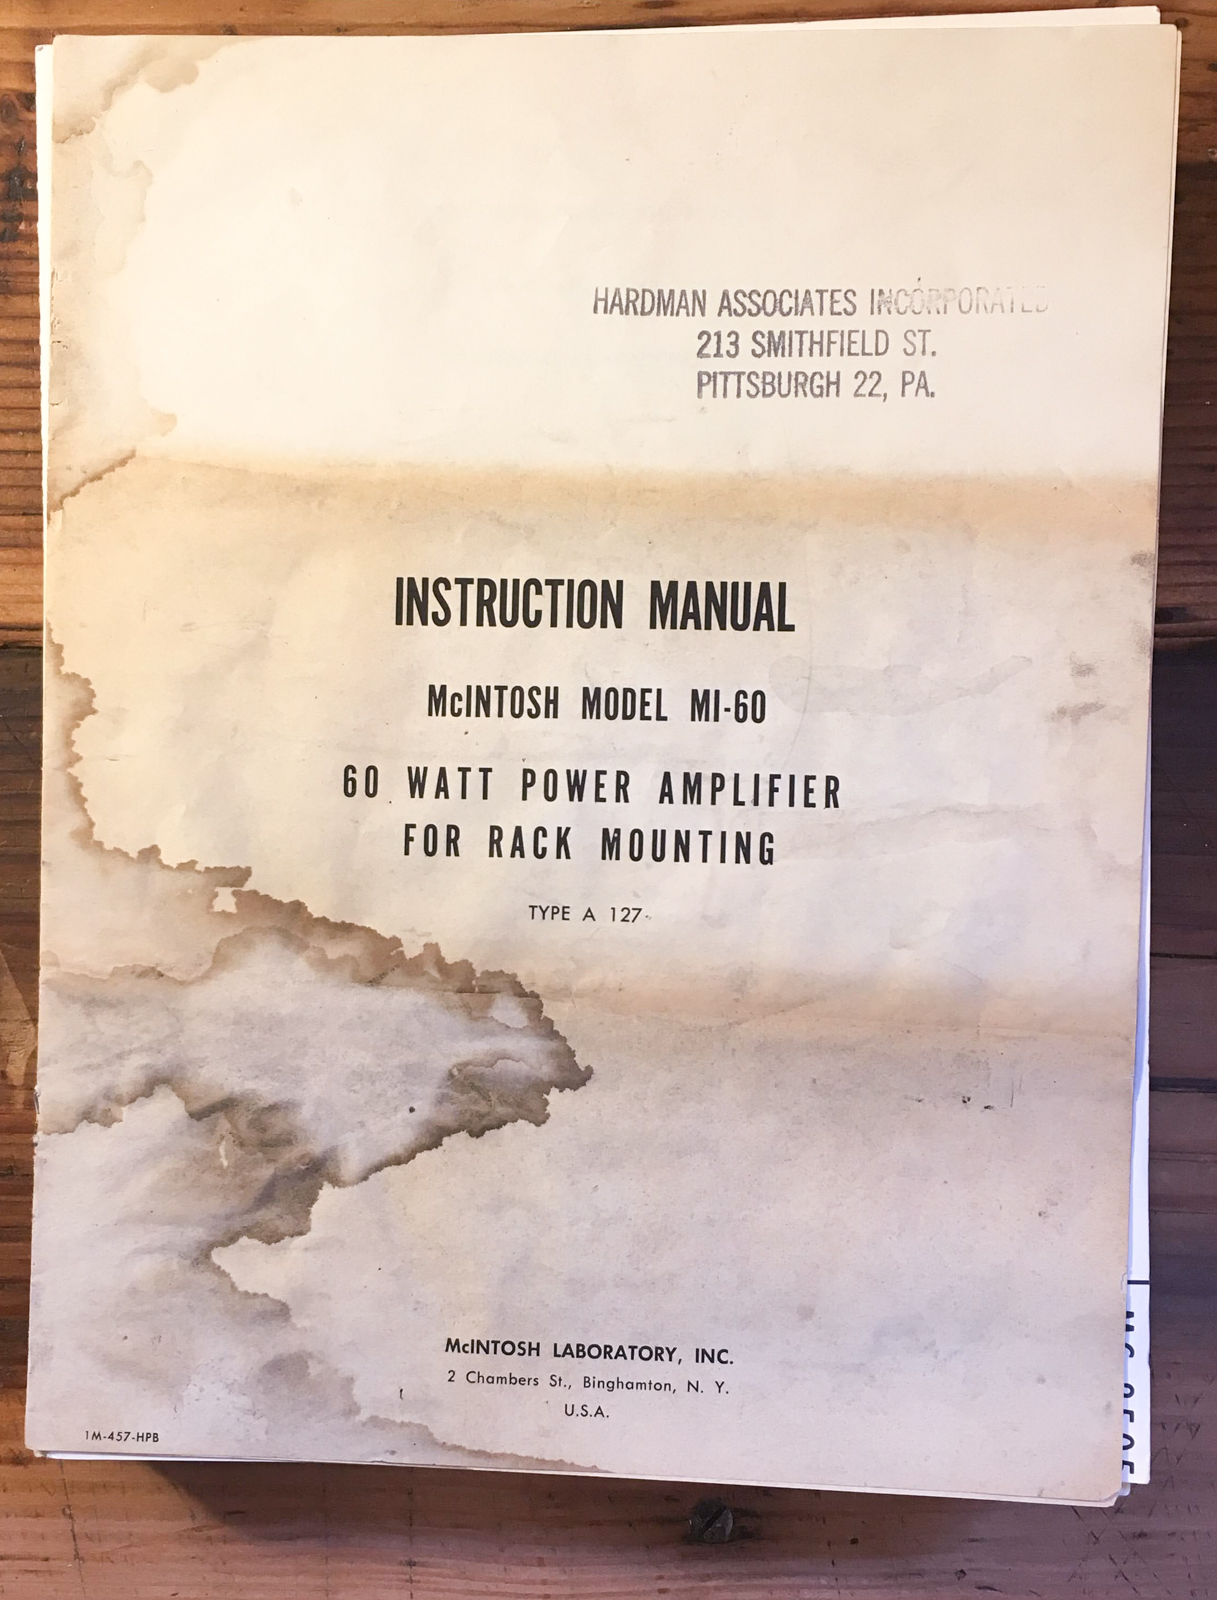 HARDMAN ASSOCIATES INCORPORATED
213 SMITHFIELD ST.
PITTSBURGH 22, PA.
INSTRUCTION MANUAL
McINTOSH MODEL MI-60
60 WATT POWER AMPLIFIER
FOR RACK MOUNTING
TYPE A 127-
McINTOSH LABORATORY, INC.
2 Chambers St., Binghamton, N. Y.
U.S.A.
1M-457-HPB